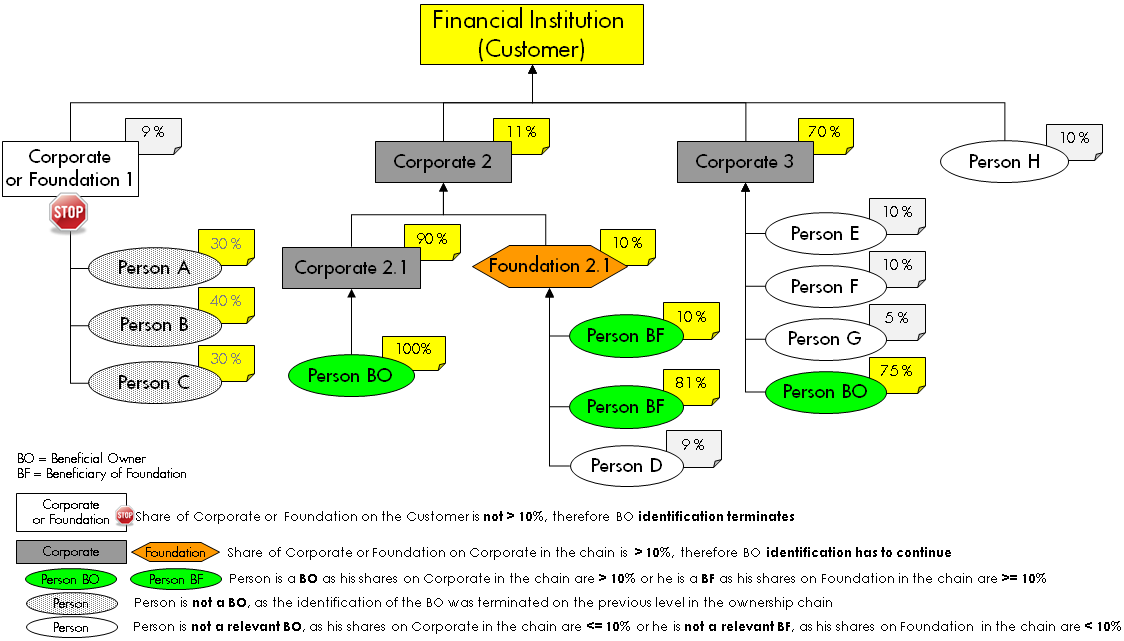 Financial Institution
(Customer)
9 %
11 %
70 %
10 %
Corporate
or Foundation 1
Corporate 2
Corporate 3
Person H
STOP
30 %
Person A
40 %
Person B
30 %
Person C
90 %
Corporate 2.1
10 %
Foundation 2.1
100%
Person BO
10 %
Person BF
81 %
Person BF
9 %
Person D
10 %
Person E
10 %
Person F
5 %
Person G
75 %
Person BO
BO = Beneficial Owner
BF = Beneficiary of Foundation
Corporate
or Foundation
STOP
Share of Corporate or Foundation on the Customer is not > 10%, therefore BO identification terminates
Corporate
Foundation
Share of Corporate or Foundation on Corporate in the chain is > 10%, therefore BO identification has to continue
Person BO
Person BF
Person is a BO as his shares on Corporate in the chain are > 10% or he is a BF as his shares on Foundation in the chain are >= 10%
Person
Person is not a BO, as the identification of the BO was terminated on the previous level in the ownership chain
Person
Person is not a relevant BO, as his shares on Corporate in the chain are <= 10% or he is not a relevant BF, as his shares on Foundation in the chain are < 10%